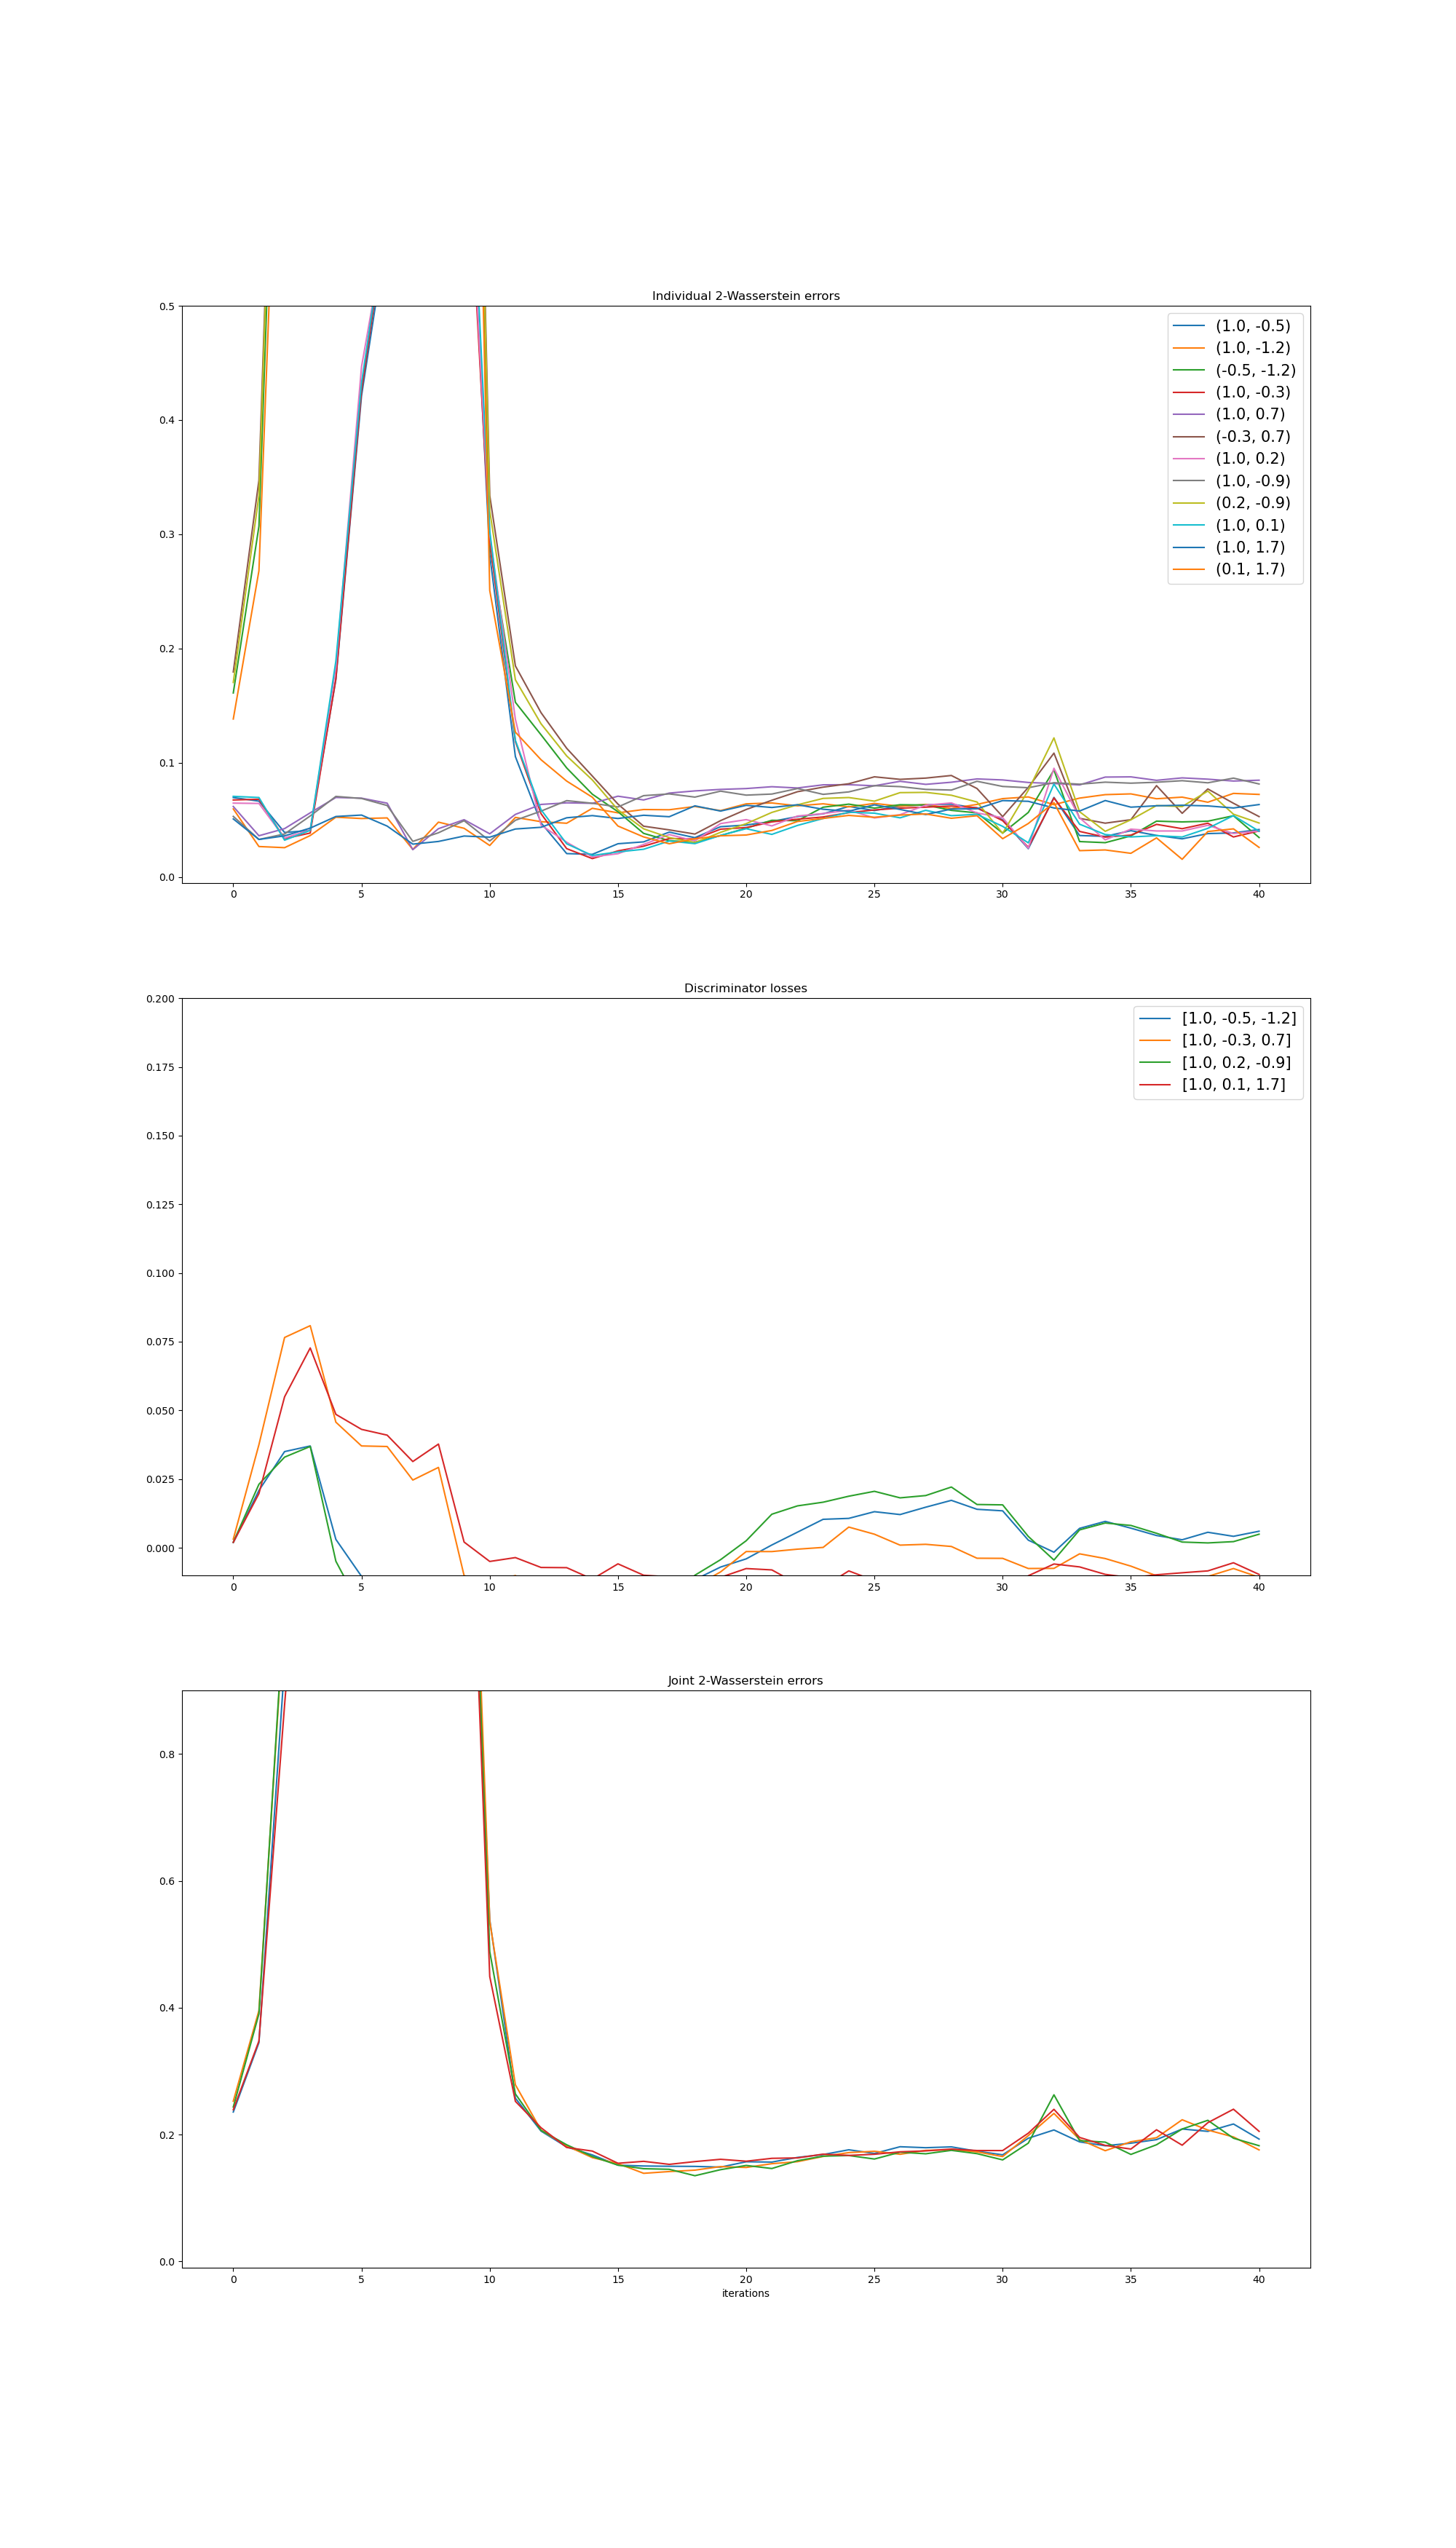 Individual 2-Wasserstein errors
0.5
0.4
0.3
0.2
0.1
0.0
(1.0, -0.5)
(1.0, -1.2)
(-0.5, -1.2)
(1.0, -0.3)
(1.0, 0.7)
(-0.3, 0.7)
(1.0, 0.2)
(1.0, -0.9)
(0.2, -0.9)
(1.0, 0.1)
(1.0, 1.7)
(0.1, 1.7)
0 5 10 15 20 25 30 35 40
Discriminator losses
0.200
0.175
0.150
0.125
0.100
0.075
0.050
0.025
0.000
[1.0, -0.5, -1.2]
[1.0, -0.3, 0.7]
[1.0, 0.2, -0.9]
[1.0, 0.1, 1.7]
0 5 10 15 20 25 30 35 40
Joint 2-Wasserstein errors
0.8
0.6
0.4
0.2
0.0
0 5 10 15 20 25 30 35 40
iterations